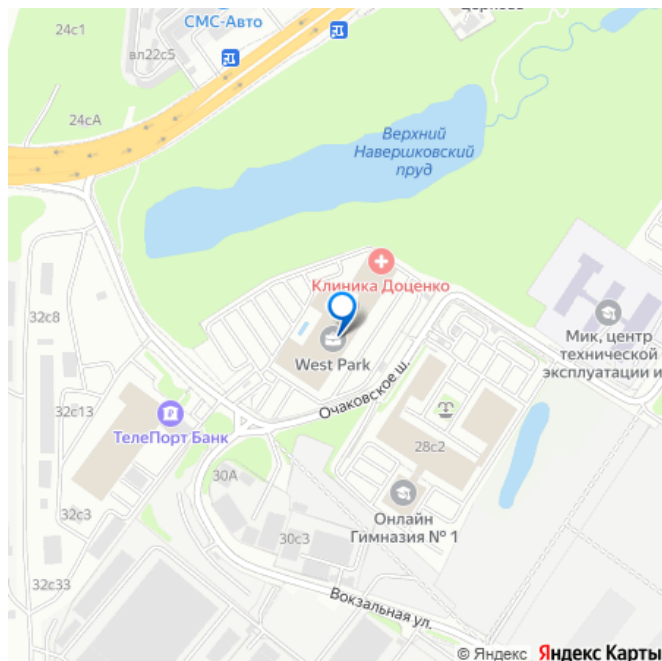 24с1
СМС-Авто
вл22с5
24сА
Верхний
Навершковский
пруд
Клиника Доценко
32с8
West Park
Мик, центр
технической
эксплуатации и
Очаковское ш.
32с13
ТелеПорт Банк
28с2
30А
32с3
Онлайн
Гимназия № 1
30с3
32с33
Вокзальная ул.
© Яндекс Яндекс Карты